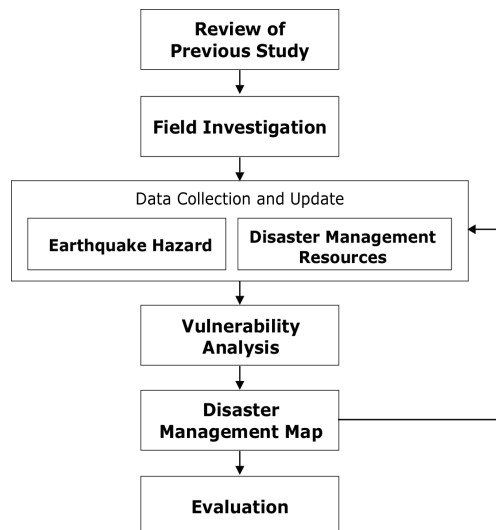 Review of
Previous Study
Field Investigation
Data Collection and Update
Earthquake Hazard
Disaster Management
Resources
Vulnerability
Analysis
Disaster
Management Map
Evaluation